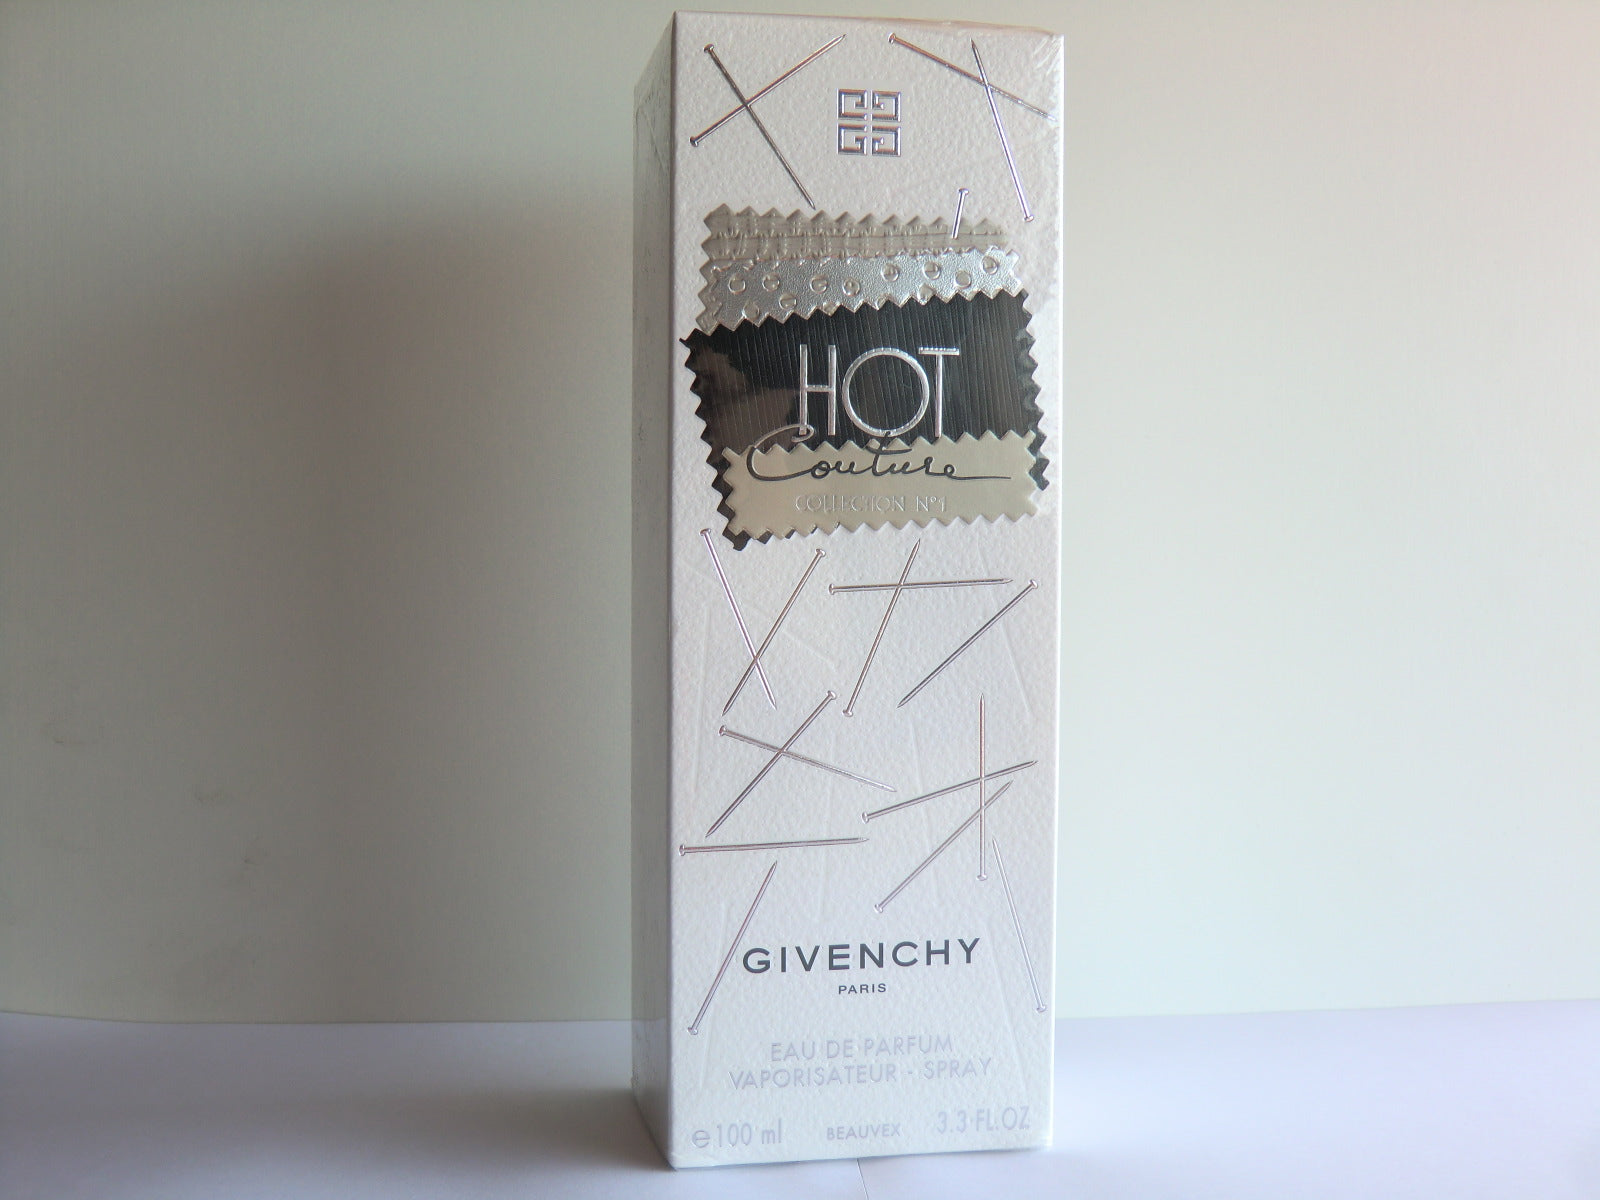 HOT
Couture
COLLECTION N°1
GIVENCHY
PARIS
EAU DE PARFUM
VAPORISATEUR - SPRAY
e 100 ml BEAUVEX 3.3 FL.OZ